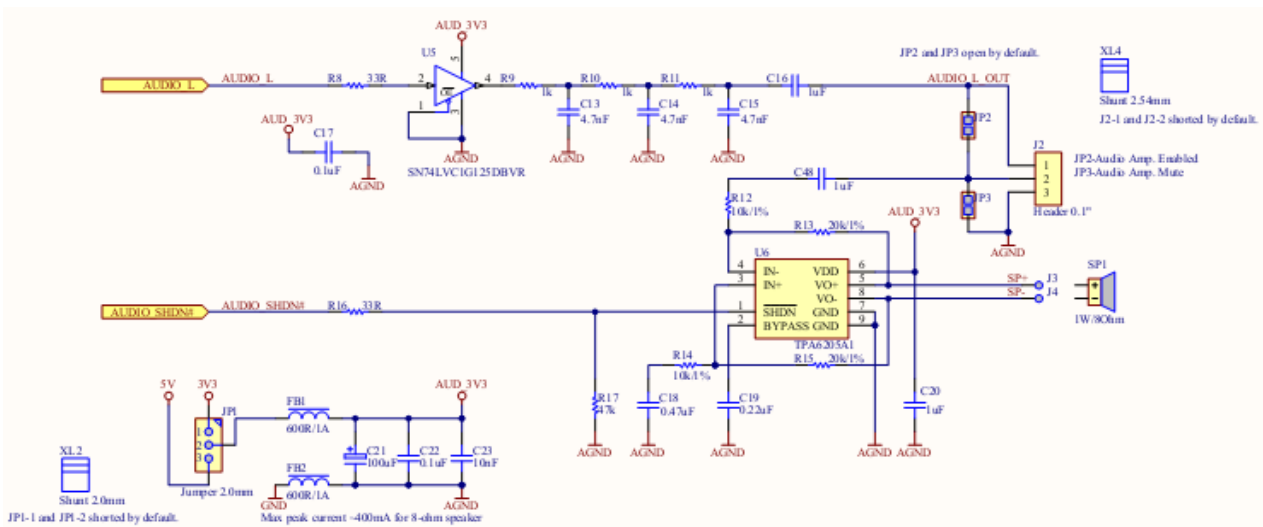 AUD_3V3
U5
JP2 and JP3 open by default.
XL4
AUDIO_L
AUDIO_L
R8
33R
2
5
4
OE
1
3
R9
1k
R10
1k
R11
1k
C16
1uF
AUDIO_L_OUT
Shunt 2.54mm
J2-1 and J2-2 shorted by default.
C13
4.7nF
C14
4.7nF
C15
4.7nF
JP2
AUD_3V3
C17
0.1uF
AGND
AGND
SN74LVC1G125DBVR
AGND
AGND
AGND
J2
1
2
3
Header 0.1"
JP2-Audio Amp. Enabled
JP3-Audio Amp. Mute
C48
1uF
JP3
AGND
R12
10k/1%
R13
20k/1%
AUD_3V3
U6
4
IN-
3
IN+
1
SHDN
2
BYPASS
VDD
6
VO+
5
VO-
8
GND
7
GND
9
TPA6205A1
SP+
J3
SP-
J4
SP1
1W/8Ohm
AUDIO_SHDN#
AUDIO_SHDN#
R16
33R
R14
10k/1%
R15
20k/1%
R17
47k
C18
0.47uF
C19
0.22uF
C20
1uF
AGND
AGND
AGND
AGND
AGND
5V
3V3
JP1
1
2
3
Jumper 2.0mm
FB1
600R/1A
AUD_3V3
C21
100uF
C22
0.1uF
C23
10nF
FB2
600R/1A
GND
AGND
XL2
Shunt 2.0mm
JP1-1 and JP1-2 shorted by default.
Max peak current ~400mA for 8-ohm speaker